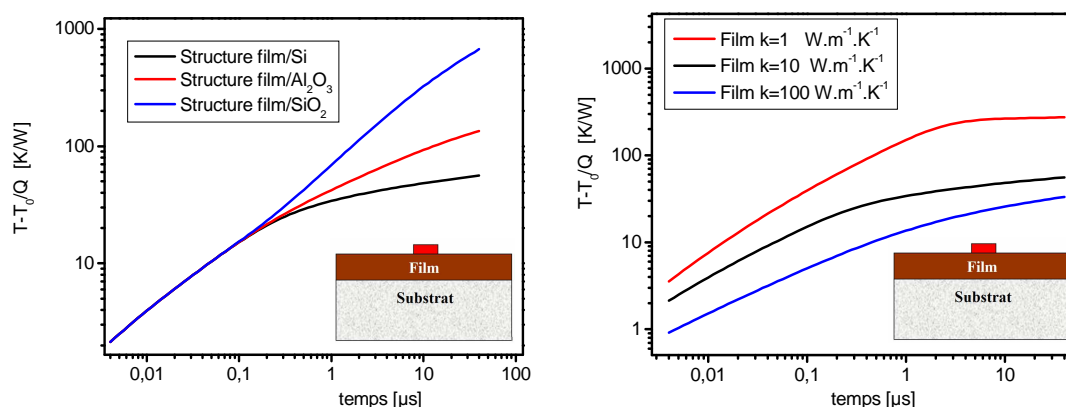 1000
100
10
T-T₀/Q [K/W]
Structure film/Si
Structure film/Al₂O₃
Structure film/SiO₂
Film
Substrat
0,01 0,1 1 10 100
temps [µs]
1000
100
10
1
T-T₀/Q [K/W]
Film k=1 W.m⁻¹.K⁻¹
Film k=10 W.m⁻¹.K⁻¹
Film k=100 W.m⁻¹.K⁻¹
Film
Substrat
0,01 0,1 1 10
temps [µs]